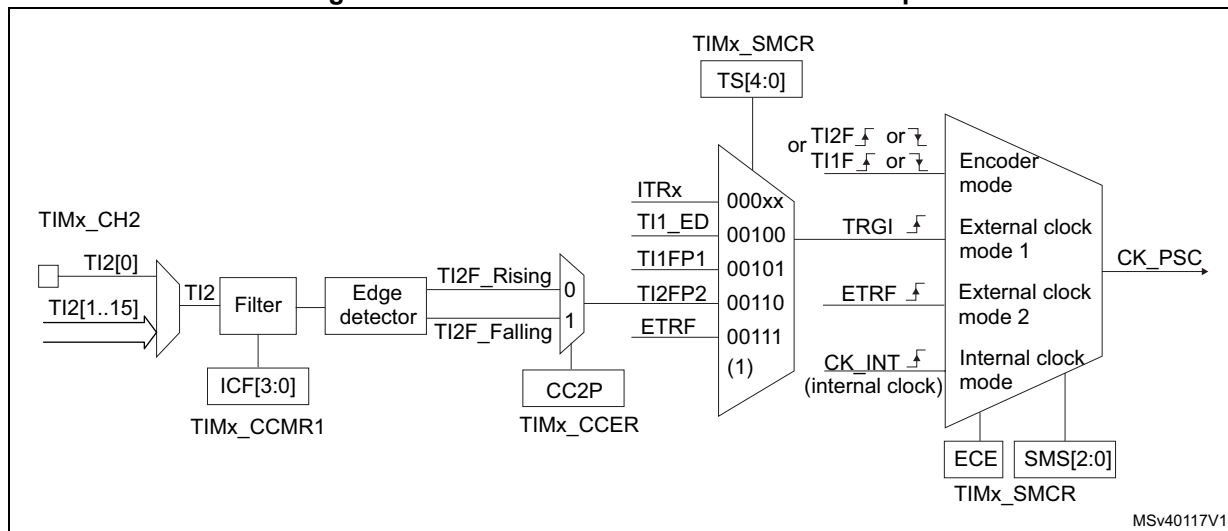 TIMx_SMCR
TS[4:0]
or TI2F or
TI1F or
Encoder
mode
ITRx
000xx
TIMx_CH2
TI1_ED
00100
TRGI
External clock
mode 1
CK_PSC
TI2[0]
TI1FP1
00101
TI2F_Rising
0
TI2
Filter
Edge
detector
TI2FP2
00110
ETRF
External clock
mode 2
TI2[1..15]
TI2F_Falling
1
ETRF
00111
(1)
CK_INT
(internal clock)
Internal clock
mode
ICF[3:0]
TIMx_CCMR1
CC2P
TIMx_CCER
ECE
SMS[2:0]
TIMx_SMCR
MSv40117V1